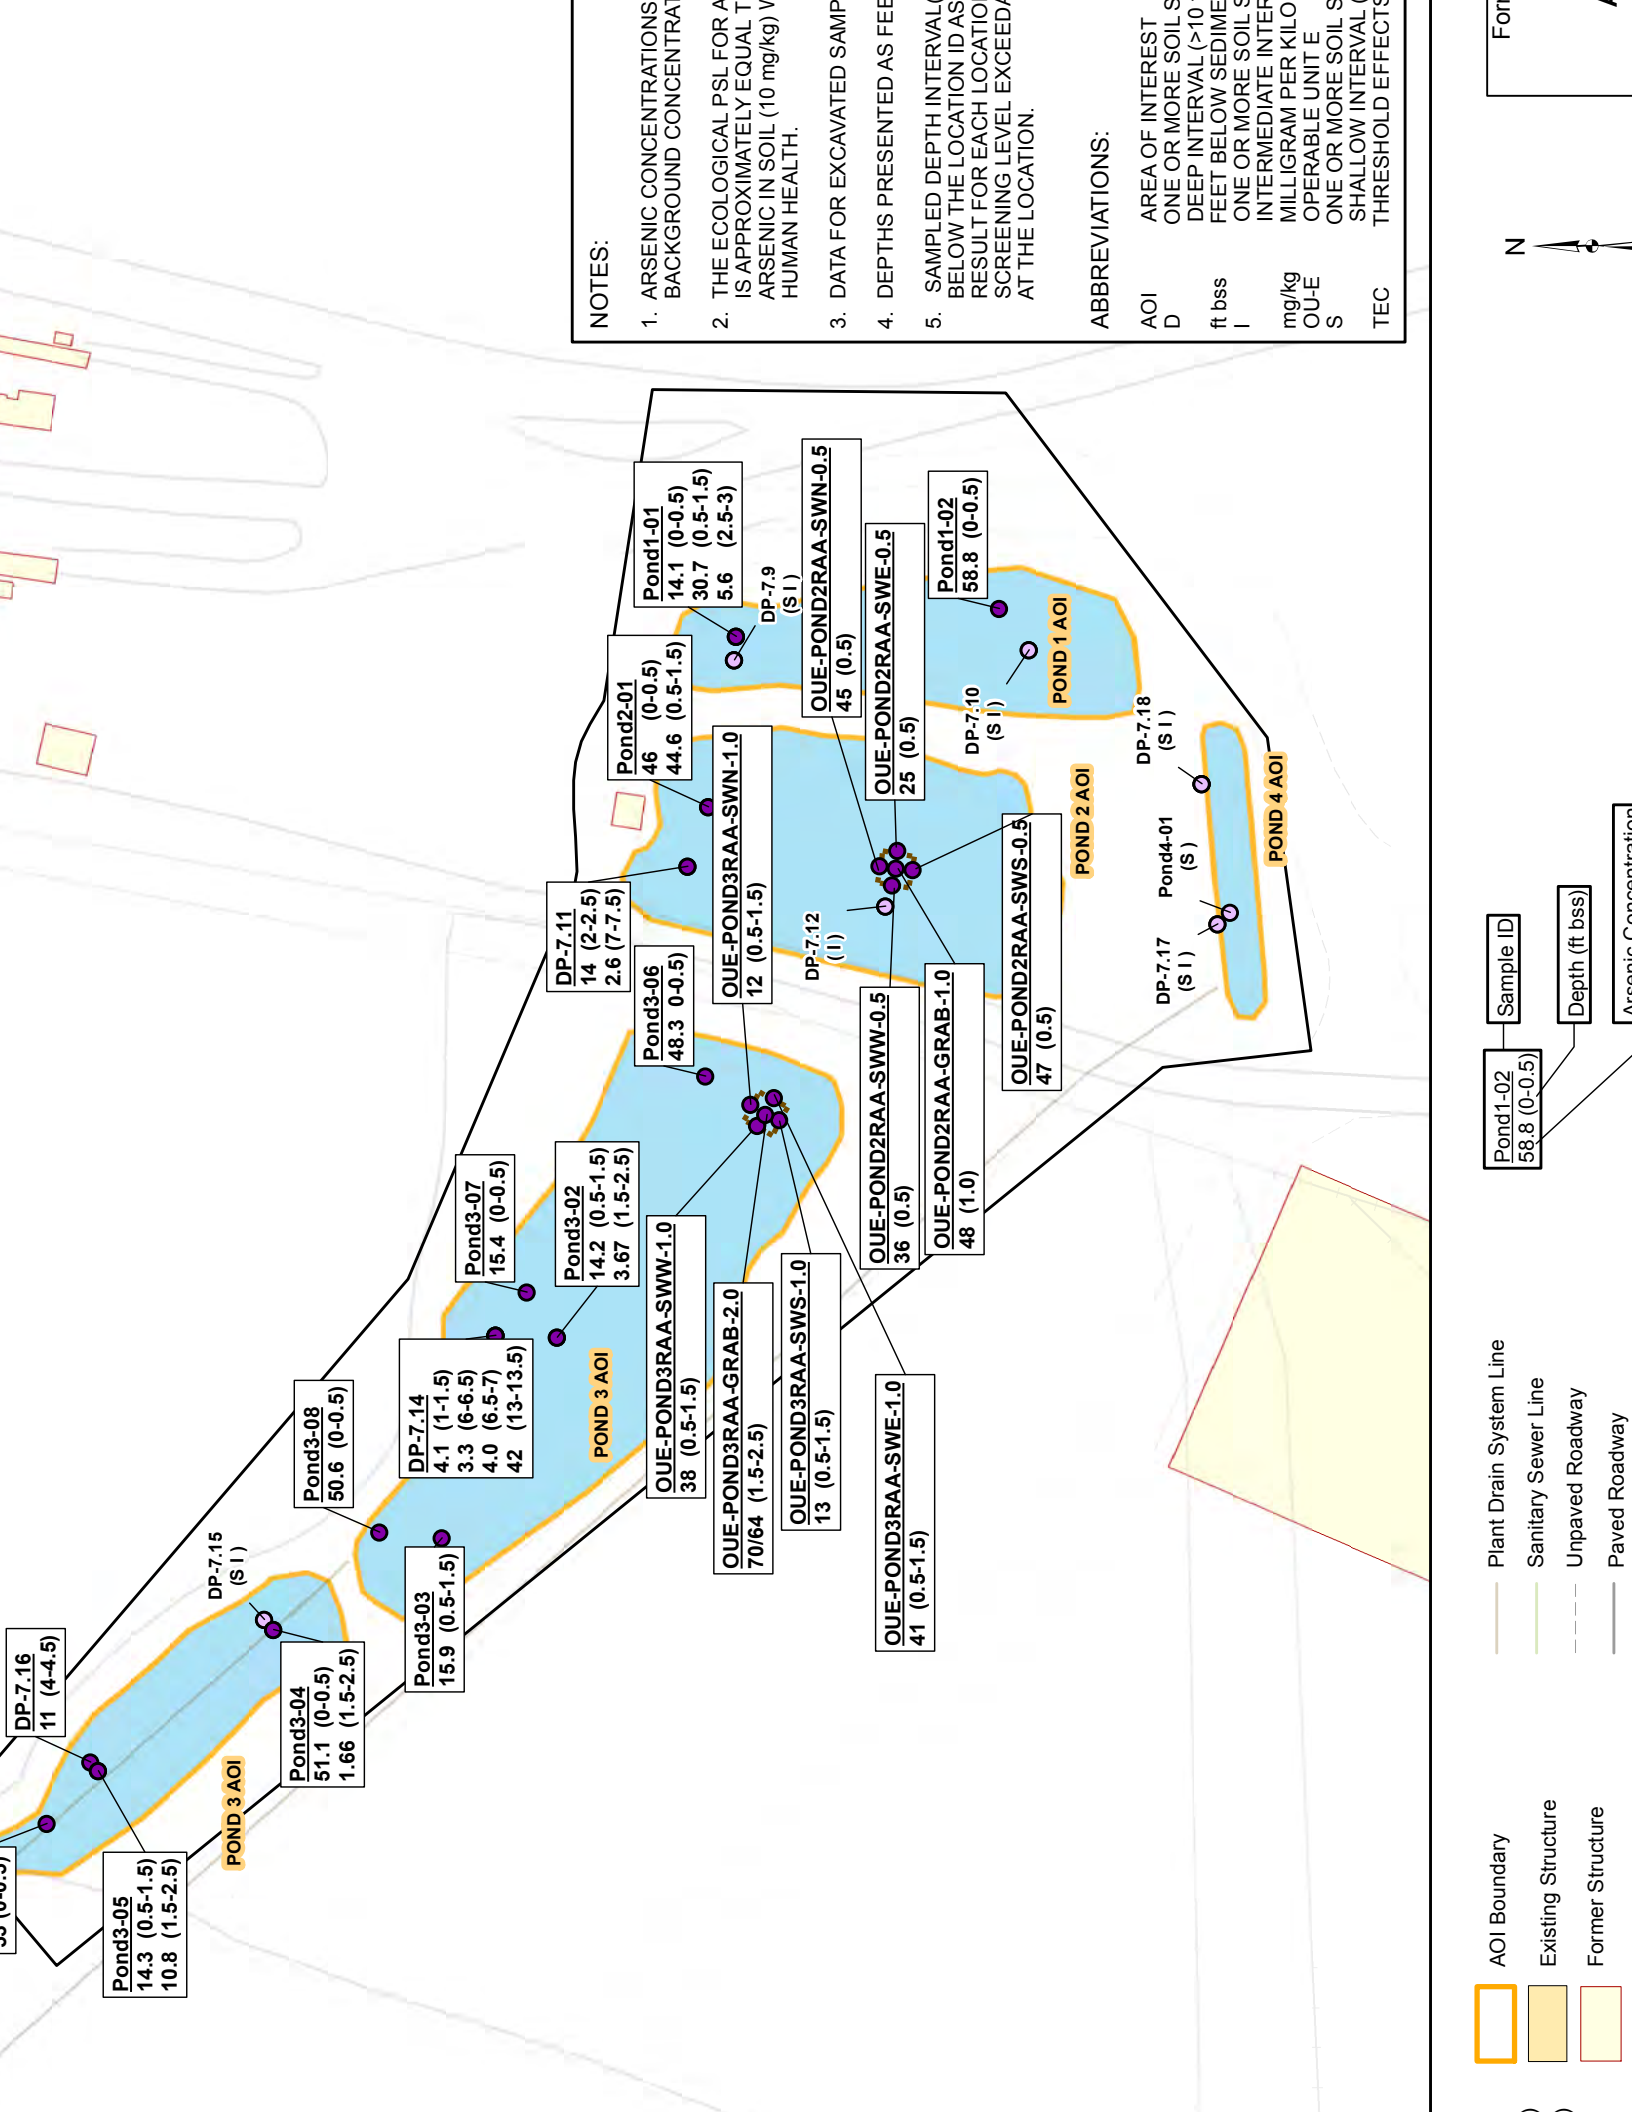 DP-7.16
11 (4-4.5)
Pond3-05
14.3 (0.5-1.5)
10.8 (1.5-2.5)
POND 3 AOI
DP-7.15
(S I)
Pond3-04
51.1 (0-0.5)
1.66 (1.5-2.5)
Pond3-08
50.6 (0-0.5)
Pond3-03
15.9 (0.5-1.5)
DP-7.14
4.1 (1-1.5)
3.3 (6-6.5)
4.0 (6.5-7)
42 (13-13.5)
Pond3-07
15.4 (0-0.5)
Pond3-02
14.2 (0.5-1.5)
3.67 (1.5-2.5)
POND 3 AOI
Pond3-06
48.3 0-0.5)
OUE-POND3RAA-SWN-1.0
12 (0.5-1.5)
OUE-POND3RAA-SWW-1.0
38 (0.5-1.5)
OUE-POND3RAA-GRAB-2.0
70/64 (1.5-2.5)
OUE-POND3RAA-SWS-1.0
13 (0.5-1.5)
OUE-POND3RAA-SWE-1.0
41 (0.5-1.5)
DP-7.11
14 (2-2.5)
2.6 (7-7.5)
Pond2-01
46 (0-0.5)
44.6 (0.5-1.5)
Pond1-01
14.1 (0-0.5)
30.7 (0.5-1.5)
5.6 (2.5-3)
DP-7.9
(S I)
OUE-POND2RAA-SWN-0.5
45 (0.5)
OUE-POND2RAA-SWE-0.5
25 (0.5)
Pond1-02
58.8 (0-0.5)
DP-7.12
(I)
DP-7.10
(S I)
POND 1 AOI
OUE-POND2RAA-SWW-0.5
36 (0.5)
OUE-POND2RAA-GRAB-1.0
48 (1.0)
OUE-POND2RAA-SWS-0.5
47 (0.5)
POND 2 AOI
DP-7.18
(S I)
Pond4-01
(S)
DP-7.17
(S I)
POND 4 AOI
NOTES:
1. ARSENIC CONCENTRATIONS
BACKGROUND
2. THE ECOLOGICAL PSL FOR
IS APPROXIMATELY EQUAL
ARSENIC IN SOIL (10 mg/kg)
HUMAN HEALTH.
3. DATA FOR EXCAVATED
4. DEPTHS PRESENTED AS
5. SAMPLED DEPTH
BELOW THE LOCATION ID AS
RESULT FOR EACH
SCREENING LEVEL
AT THE LOCATION.
ABBREVIATIONS:
AOI AREA OF INTEREST
D ONE OR MORE SOIL
DEEP INTERVAL (>10
ft bss FEET BELOW
I ONE OR MORE SOIL
INTERMEDIATE
mg/kg MILLIGRAM PER
OU-E OPERABLE UNIT E
S ONE OR MORE SOIL
SHALLOW INTERVAL
TEC THRESHOLD EFFECTS
N
Pond1-02
58.8 (0-0.5)
Sample ID
Depth (ft bss)
Arsenic Concentration
Plant Drain System Line
Sanitary Sewer Line
Unpaved Roadway
Paved Roadway
AOI Boundary
Existing Structure
Former Structure